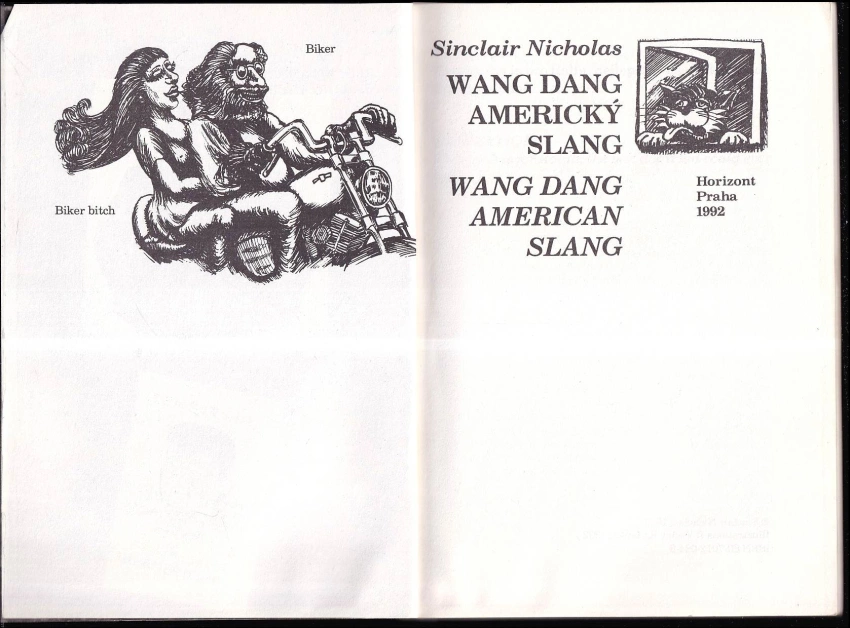 Biker
Biker bitch
Sinclair Nicholas
WANG DANG
AMERICKÝ
SLANG
WANG DANG
AMERICAN
SLANG
Horizont
Praha
1992